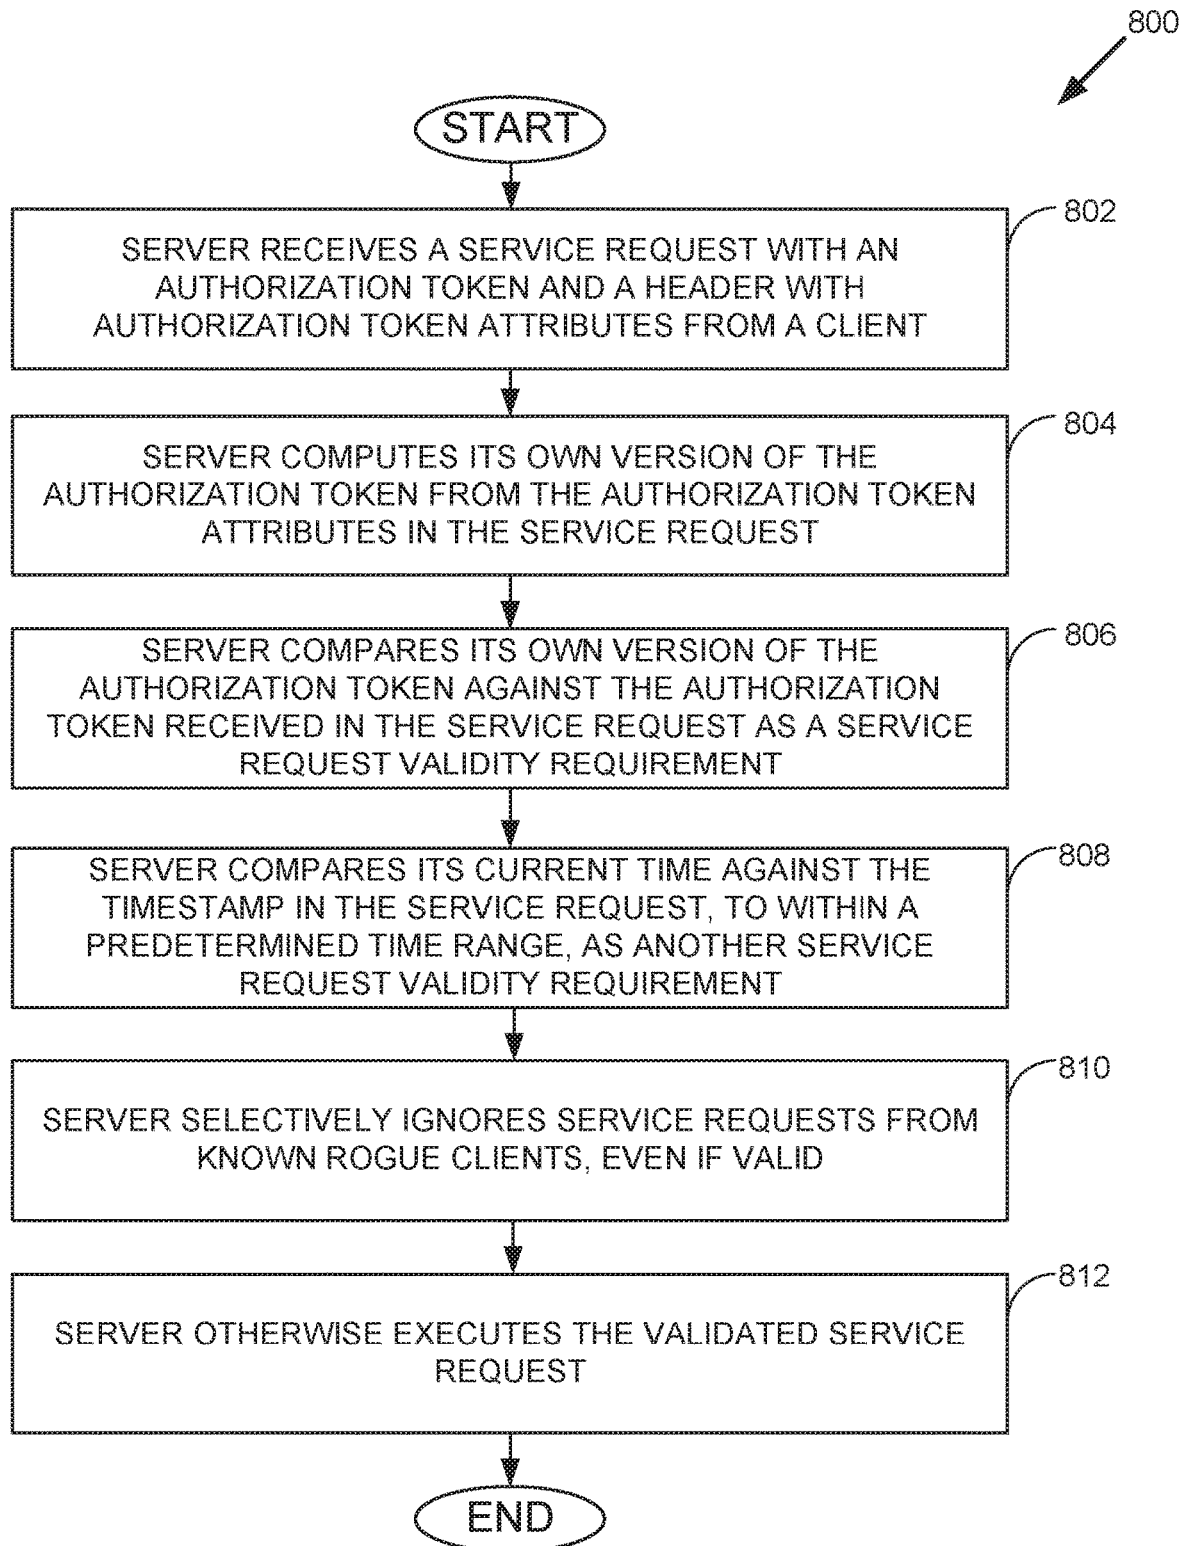 800
START
802
SERVER RECEIVES A SERVICE REQUEST WITH AN
AUTHORIZATION TOKEN AND A HEADER WITH
AUTHORIZATION TOKEN ATTRIBUTES FROM A CLIENT
804
SERVER COMPUTES ITS OWN VERSION OF THE
AUTHORIZATION TOKEN FROM THE AUTHORIZATION TOKEN
ATTRIBUTES IN THE SERVICE REQUEST
806
SERVER COMPARES ITS OWN VERSION OF THE
AUTHORIZATION TOKEN AGAINST THE AUTHORIZATION
TOKEN RECEIVED IN THE SERVICE REQUEST AS A SERVICE
REQUEST VALIDITY REQUIREMENT
808
SERVER COMPARES ITS CURRENT TIME AGAINST THE
TIMESTAMP IN THE SERVICE REQUEST, TO WITHIN A
PREDETERMINED TIME RANGE, AS ANOTHER SERVICE
REQUEST VALIDITY REQUIREMENT
810
SERVER SELECTIVELY IGNORES SERVICE REQUESTS FROM
KNOWN ROGUE CLIENTS, EVEN IF VALID
812
SERVER OTHERWISE EXECUTES THE VALIDATED SERVICE
REQUEST
END